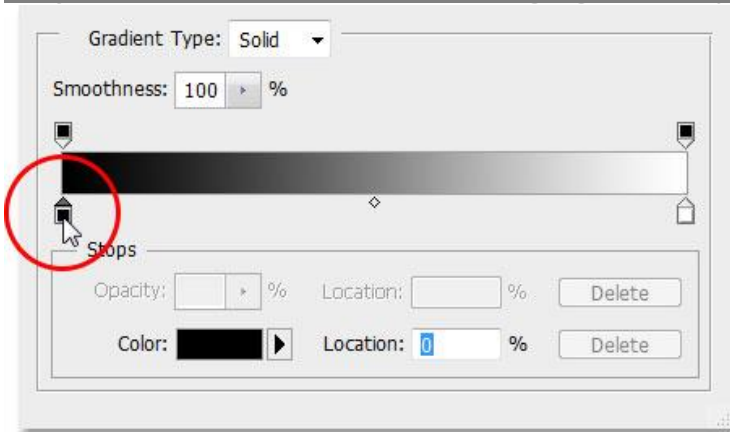 Gradient Type: Solid
Smoothness: 100 %
Stops
Opacity: % Location: % Delete
Color: Location: 0 % Delete